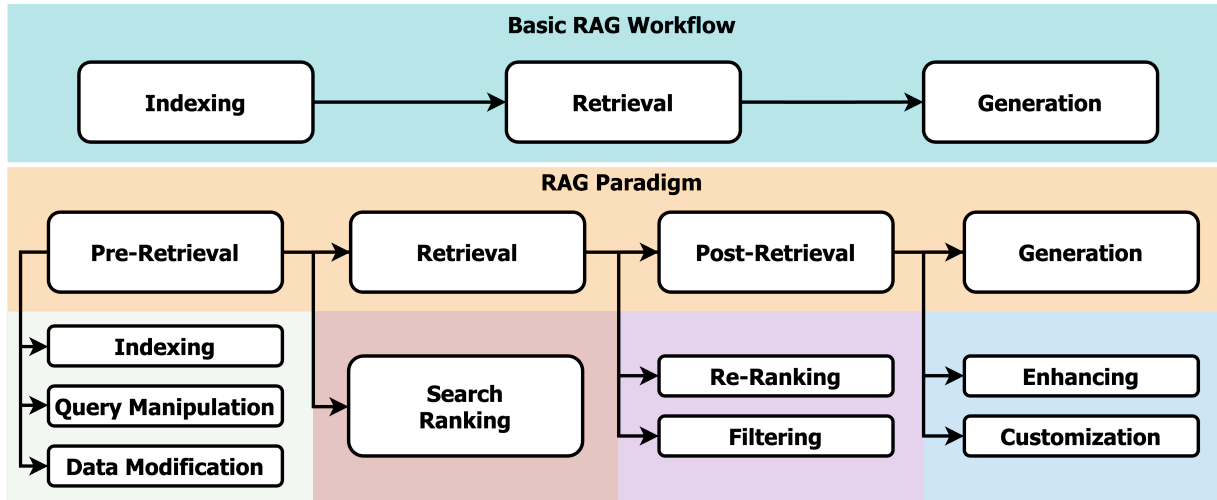 Basic RAG Workflow
Indexing
Retrieval
Generation
RAG Paradigm
Pre-Retrieval
Retrieval
Post-Retrieval
Generation
Indexing
Query Manipulation
Data Modification
Search
Ranking
Re-Ranking
Filtering
Enhancing
Customization